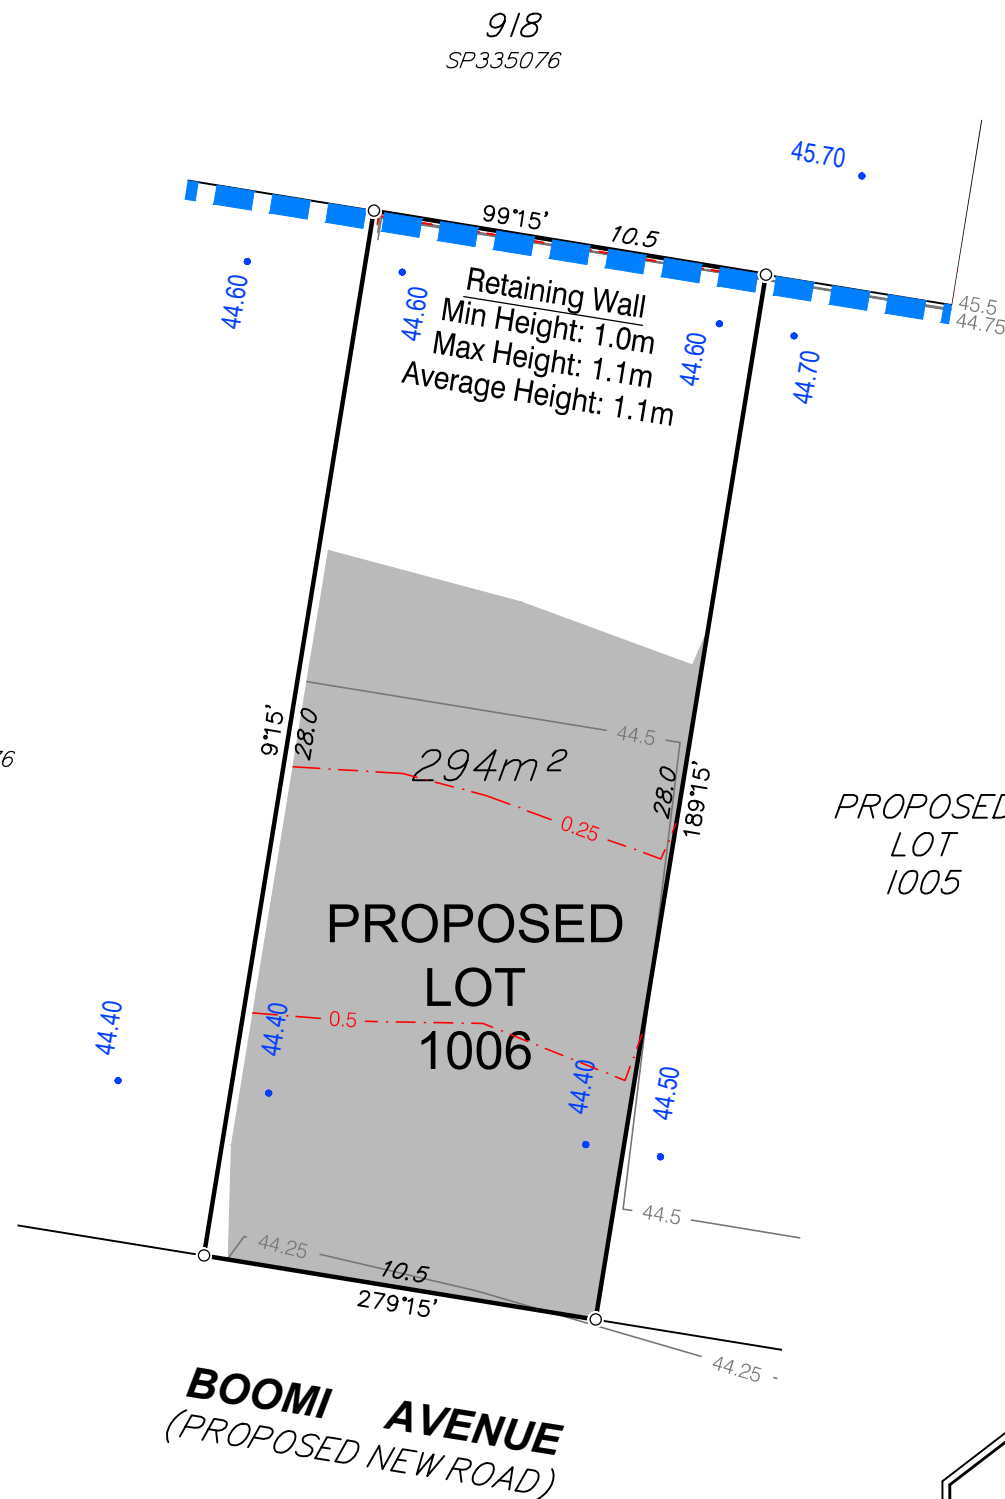 918
SP335076
45.70
99°15'
10.5
45.5
44.75
44.60
44.60
44.60
44.70
Retaining Wall
Min Height: 1.0m
Max Height: 1.1m
Average Height: 1.1m
9°15'
28.0
44.5
294m²
28.0
189°15'
0.25
PROPOSED
LOT
1005
PROPOSED
LOT
1006
0.5
44.40
44.40
44.40
44.50
44.5
44.25
10.5
279°15'
44.25
BOOMI AVENUE
(PROPOSED NEW ROAD)